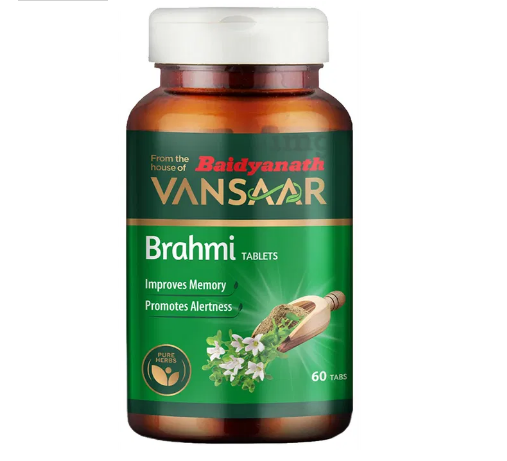 From the
house of Baidyanath
VANSAAR
Brahmi TABLETS
Improves Memory
Promotes Alertness
PURE
HERBS
60 TABS